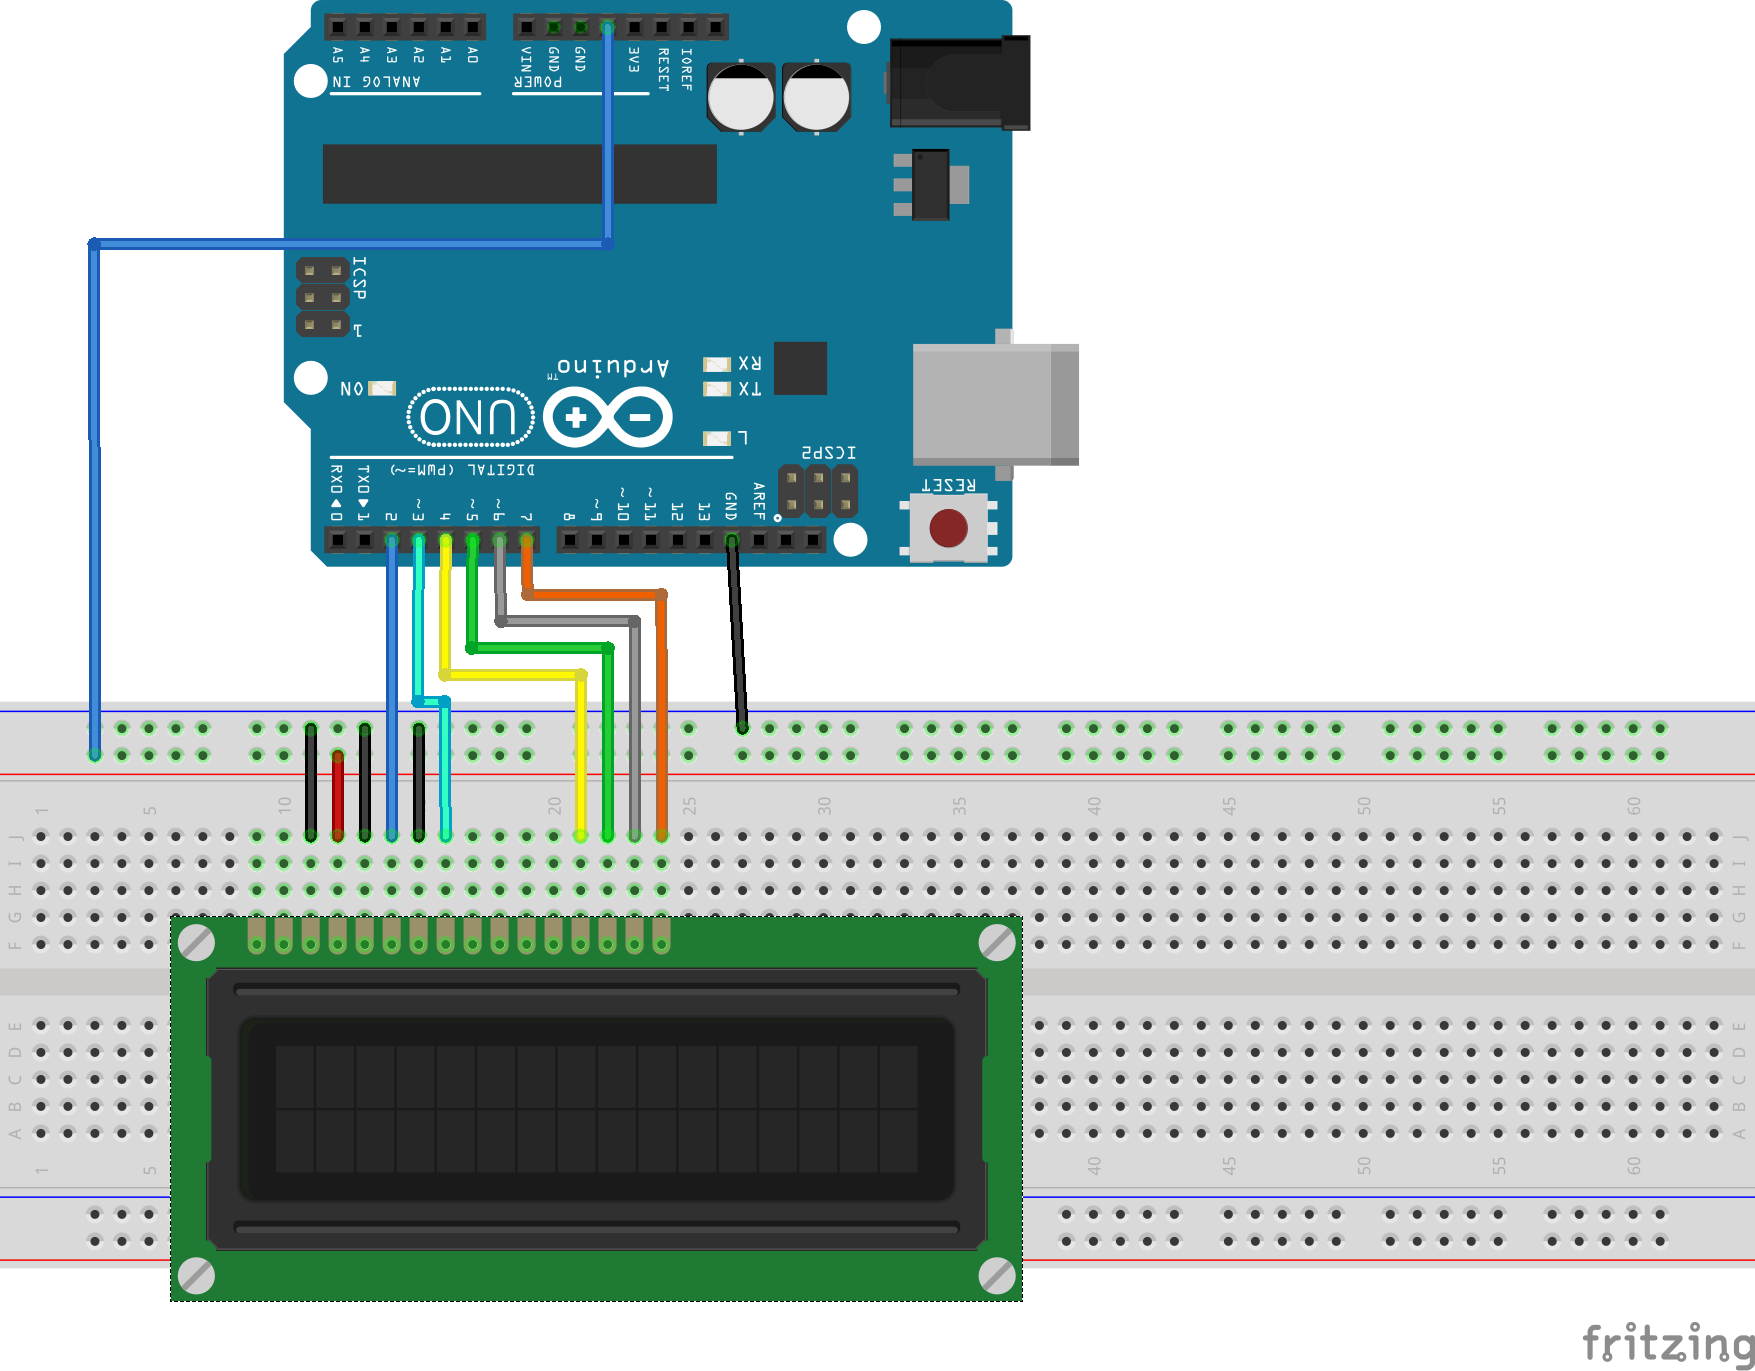 A5 A4 A3 A2 A1 A0
VIN GND GND 3V3 RESET IOREF
ANALOG IN
POWER
ICSP
1
Arduino
TM
RX
ON
TX
UNO
L
ICSP2
DIGITAL (PWM=~)
RESET
RX0◀0 TX0▶1 2 ~3 4 ~5 ~6 7 8 ~9 ~10 ~11 12 13 GND AREF
1 5 10 20 25 30 35 40 45 50 55 60
J J
I I
H H
G G
F F
E E
D D
C C
B B
A A
1 5 40 45 50 55 60
fritzing